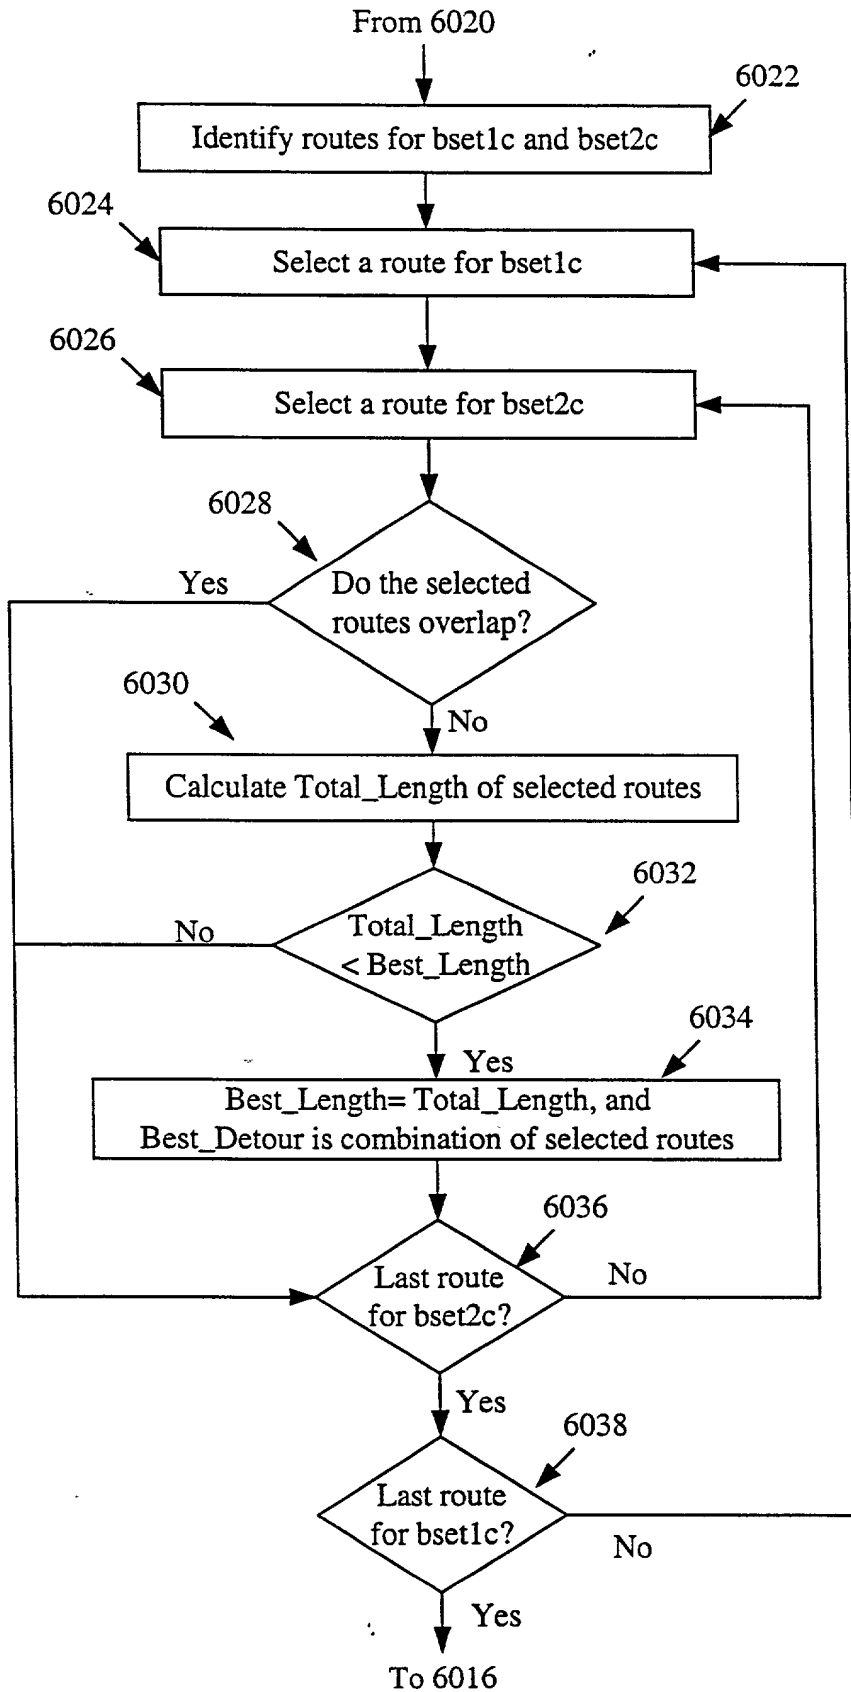 From 6020
6022
Identify routes for bset1c and bset2c
6024
Select a route for bset1c
6026
Select a route for bset2c
6028
Yes
Do the selected
routes overlap?
6030
No
Calculate Total_Length of selected routes
6032
No
Total_Length
< Best_Length
6034
Yes
Best_Length= Total_Length, and
Best_Detour is combination of selected routes
6036
Last route
for bset2c?
No
Yes
6038
Last route
for bset1c?
No
Yes
To 6016